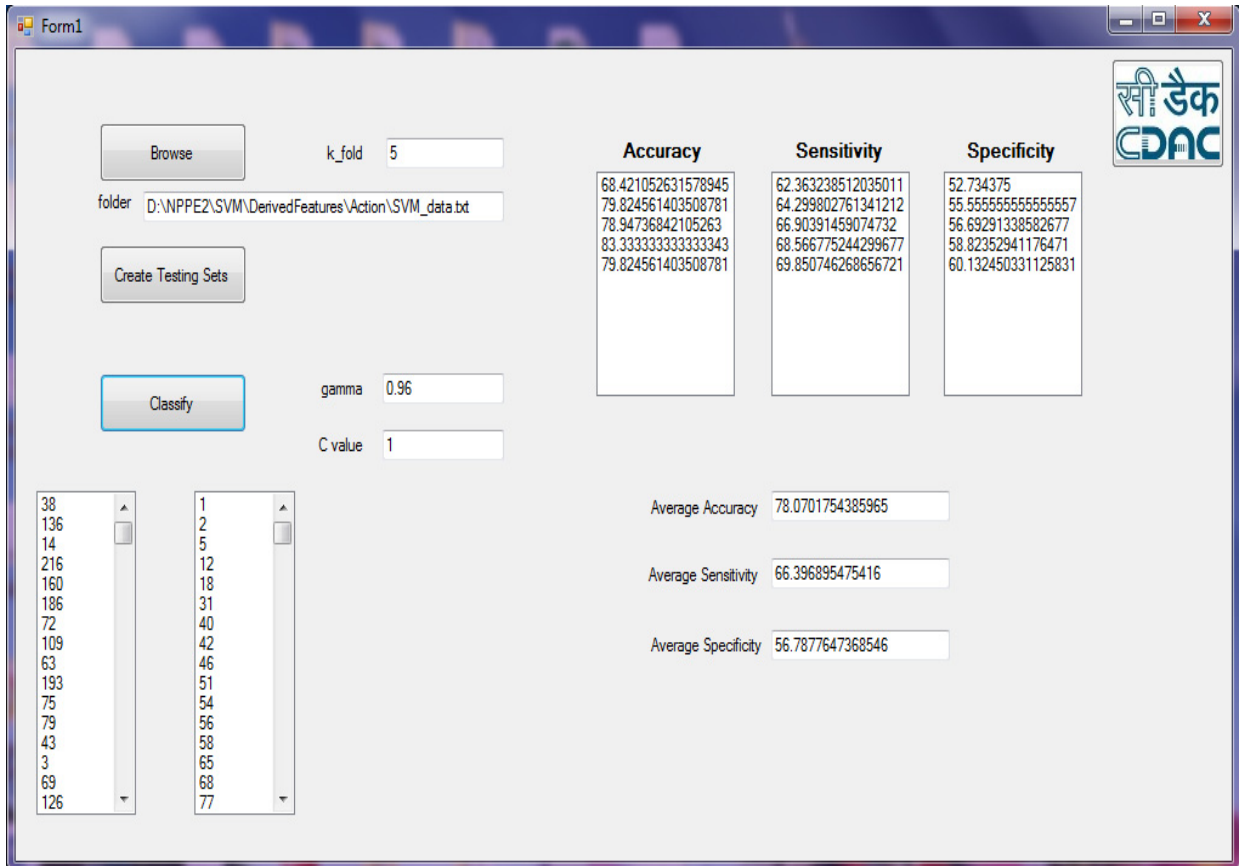 Form1
सी डैक
CDAC
Browse
k_fold 5
folder D:\NPPE2\SVM\DerivedFeatures\Action\SVM_data.txt
Create Testing Sets
Classify
gamma 0.96
C value 1
Accuracy Sensitivity Specificity
68.421052631578945 62.363238512035011 52.734375
79.824561403508781 64.299802761341212 55.555555555555557
78.94736842105263 66.90391459074732 56.69291338582677
83.333333333333343 68.566775244299677 58.82352941176471
79.824561403508781 69.850746268656721 60.132450331125831
38 1
136 2
14 5
216 12
160 18
186 31
72 40
109 42
63 46
193 51
75 54
79 56
43 58
3 65
69 68
126 77
Average Accuracy 78.0701754385965
Average Sensitivity 66.396895475416
Average Specificity 56.7877647368546